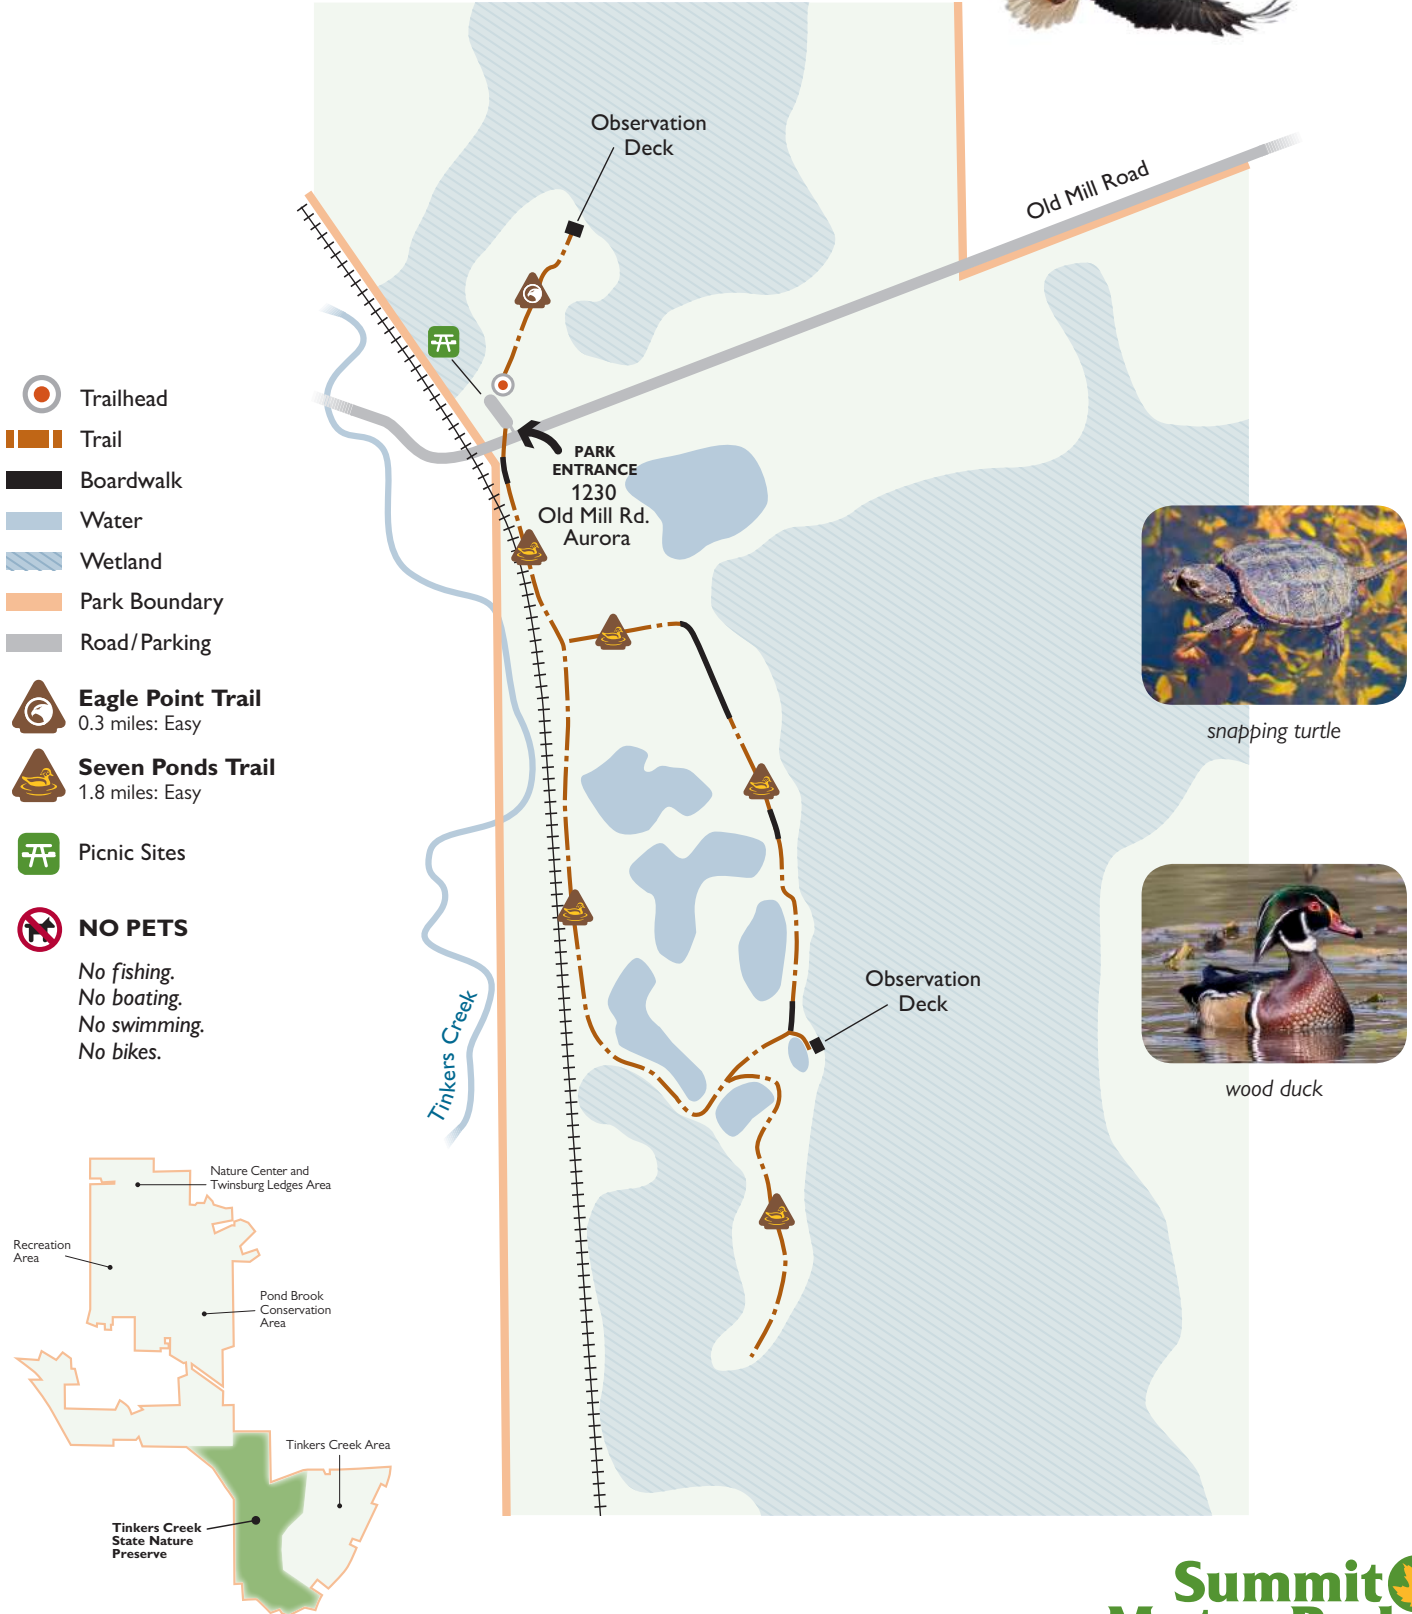 Observation
Deck
Old Mill Road
PARK
ENTRANCE
1230
Old Mill Rd.
Aurora
Trailhead
Trail
Boardwalk
Water
Wetland
Park Boundary
Road/Parking
Eagle Point Trail
0.3 miles: Easy
Seven Ponds Trail
1.8 miles: Easy
Picnic Sites
NO PETS
No fishing.
No boating.
No swimming.
No bikes.
Tinkers Creek
Observation
Deck
snapping turtle
wood duck
Nature Center and
Twinsburg Ledges Area
Recreation
Area
Pond Brook
Conservation
Area
Tinkers Creek Area
Tinkers Creek
State Nature
Preserve
Summit